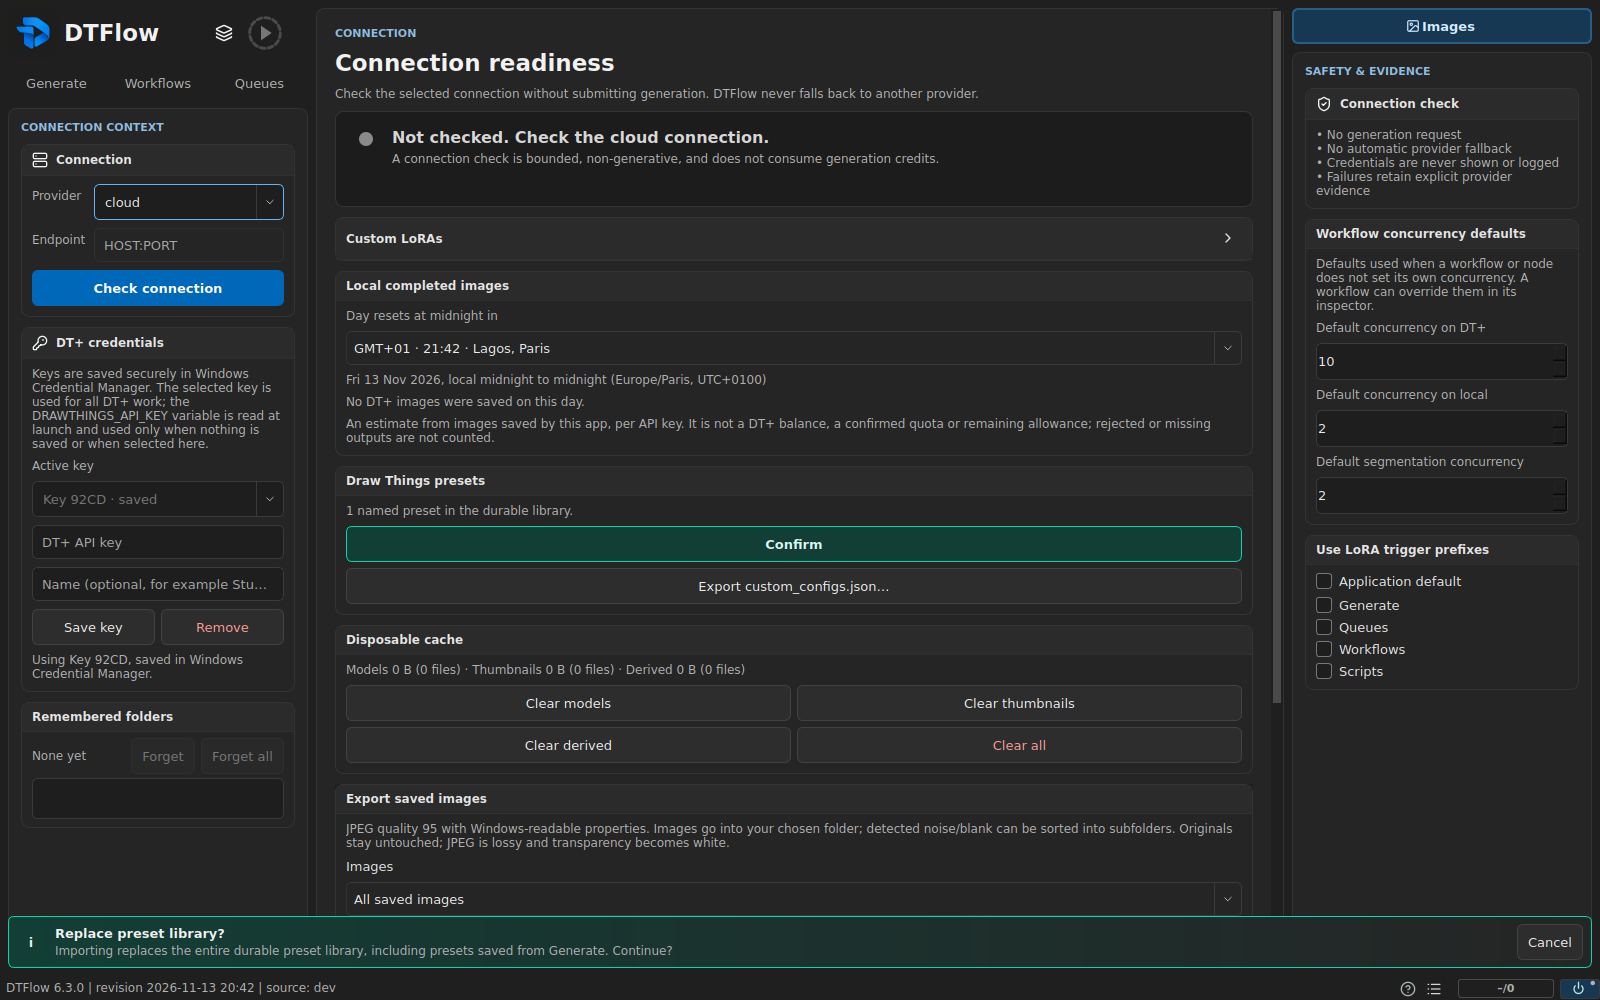 DTFlow
Generate
Workflows
Queues
CONNECTION CONTEXT
Connection
Provider
cloud
Endpoint
HOST:PORT
Check connection
DT+ credentials
Keys are saved securely in Windows
Credential Manager. The selected key is
used for all DT+ work; the
DRAWTHINGS_API_KEY variable is read at
launch and used only when nothing is
saved or when selected here.
Active key
Key 92CD · saved
DT+ API key
Name (optional, for example Stu...
Save key
Remove
Using Key 92CD, saved in Windows
Credential Manager.
Remembered folders
None yet
Forget
Forget all
CONNECTION
Connection readiness
Check the selected connection without submitting generation. DTFlow never falls back to another provider.
Not checked. Check the cloud connection.
A connection check is bounded, non-generative, and does not consume generation credits.
Custom LoRAs
Local completed images
Day resets at midnight in
GMT+01 · 21:42 · Lagos, Paris
Fri 13 Nov 2026, local midnight to midnight (Europe/Paris, UTC+0100)
No DT+ images were saved on this day.
An estimate from images saved by this app, per API key. It is not a DT+ balance, a confirmed quota or remaining allowance; rejected or missing
outputs are not counted.
Draw Things presets
1 named preset in the durable library.
Confirm
Export custom_configs.json...
Disposable cache
Models 0 B (0 files) · Thumbnails 0 B (0 files) · Derived 0 B (0 files)
Clear models
Clear thumbnails
Clear derived
Clear all
Export saved images
JPEG quality 95 with Windows-readable properties. Images go into your chosen folder; detected noise/blank can be sorted into subfolders. Originals
stay untouched; JPEG is lossy and transparency becomes white.
Images
All saved images
Images
SAFETY & EVIDENCE
Connection check
• No generation request
• No automatic provider fallback
• Credentials are never shown or logged
• Failures retain explicit provider
evidence
Workflow concurrency defaults
Defaults used when a workflow or node
does not set its own concurrency. A
workflow can override them in its
inspector.
Default concurrency on DT+
10
Default concurrency on local
2
Default segmentation concurrency
2
Use LoRA trigger prefixes
Application default
Generate
Queues
Workflows
Scripts
i
Replace preset library?
Importing replaces the entire durable preset library, including presets saved from Generate. Continue?
Cancel
DTFlow 6.3.0 | revision 2026-11-13 20:42 | source: dev
–/0